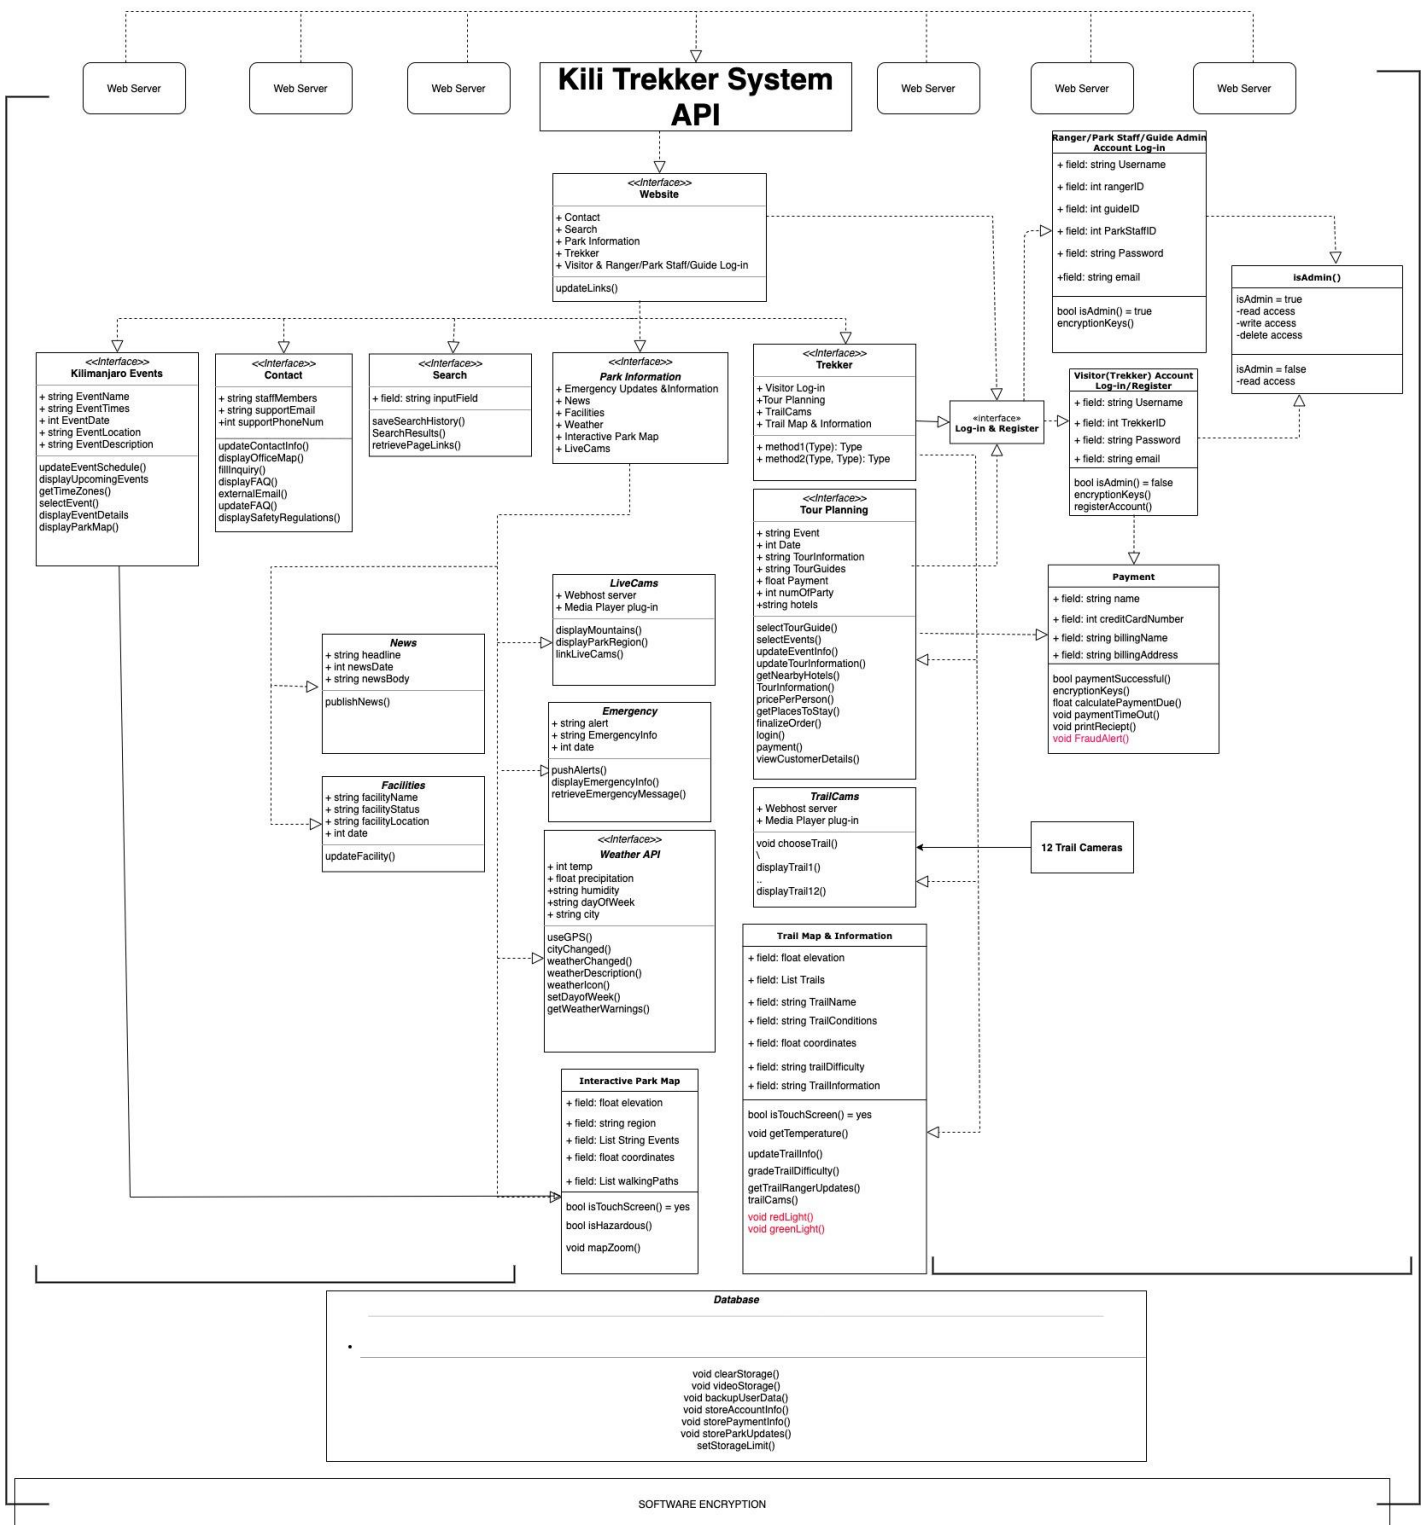 Web Server
Web Server
Web Server
Kili Trekker System
API
Web Server
Web Server
Web Server
<<Interface>>
Website
+ Contact
+ Search
+ Park Information
+ Trekker
+ Visitor & Ranger/Park Staff/Guide Log-in
updateLinks()
Ranger/Park Staff/Guide Admin
Account Log-in
+ field: string Username
+ field: int rangerID
+ field: int guideID
+ field: int ParkStaffID
+ field: string Password
+field: string email
bool isAdmin() = true
encryptionKeys()
isAdmin()
isAdmin = true
-read access
-write access
-delete access
isAdmin = false
-read access
<<Interface>>
Kilimanjaro Events
+ string EventName
+ string EventTimes
+ int EventDate
+ string EventLocation
+ string EventDescription
updateEventSchedule()
displayUpcomingEvents
getTimeZones()
selectEvent()
displayEventDetails
displayParkMap()
<<Interface>>
Contact
+ string staffMembers
+ string supportEmail
+int supportPhoneNum
updateContactInfo()
displayOfficeMap()
fillInquiry()
displayFAQ()
externalEmail()
updateFAQ()
displaySafetyRegulations()
<<Interface>>
Search
+ field: string inputField
saveSearchHistory()
SearchResults()
retrievePageLinks()
<<Interface>>
Park Information
+ Emergency Updates &Information
+ News
+ Facilities
+ Weather
+ Interactive Park Map
+ LiveCams
<<Interface>>
Trekker
+ Visitor Log-in
+Tour Planning
+ TrailCams
+ Trail Map & Information
+ method1(Type): Type
+ method2(Type, Type): Type
«interface»
Log-in & Register
Visitor(Trekker) Account
Log-in/Register
+ field: string Username
+ field: int TrekkerID
+ field: string Password
+ field: string email
bool isAdmin() = false
encryptionKeys()
registerAccount()
<<Interface>>
Tour Planning
+ string Event
+ int Date
+ string TourInformation
+ string TourGuides
+ float Payment
+ int numOfParty
+string hotels
selectTourGuide()
selectEvents()
updateEventInfo()
updateTourInformation()
getNearbyHotels()
TourInformation()
pricePerPerson()
getPlacesToStay()
finalizeOrder()
login()
payment()
viewCustomerDetails()
Payment
+ field: string name
+ field: int creditCardNumber
+ field: string billingName
+ field: string billingAddress
bool paymentSuccessful()
encryptionKeys()
float calculatePaymentDue()
void paymentTimeOut()
void printReciept()
void FraudAlert()
LiveCams
+ Webhost server
+ Media Player plug-in
displayMountains()
displayParkRegion()
linkLiveCams()
News
+ string headline
+ int newsDate
+ string newsBody
publishNews()
Emergency
+ string alert
+ string EmergencyInfo
+ int date
pushAlerts()
displayEmergencyInfo()
retrieveEmergencyMessage()
Facilities
+ string facilityName
+ string facilityStatus
+ string facilityLocation
+ int date
updateFacility()
TrailCams
+ Webhost server
+ Media Player plug-in
void chooseTrail()
\
displayTrail1()
..
displayTrail12()
12 Trail Cameras
<<Interface>>
Weather API
+ int temp
+ float precipitation
+string humidity
+string dayOfWeek
+ string city
useGPS()
cityChanged()
weatherChanged()
weatherDescription()
weatherIcon()
setDayofWeek()
getWeatherWarnings()
Trail Map & Information
+ field: float elevation
+ field: List Trails
+ field: string TrailName
+ field: string TrailConditions
+ field: float coordinates
+ field: string trailDifficulty
+ field: string TrailInformation
bool isTouchScreen() = yes
void getTemperature()
updateTrailInfo()
gradeTrailDifficulty()
getTrailRangerUpdates()
trailCams()
void redLight()
void greenLight()
Interactive Park Map
+ field: float elevation
+ field: string region
+ field: List String Events
+ field: float coordinates
+ field: List walkingPaths
bool isTouchScreen() = yes
bool isHazardous()
void mapZoom()
Database
•
void clearStorage()
void videoStorage()
void backupUserData()
void storeAccountInfo()
void storePaymentInfo()
void storeParkUpdates()
setStorageLimit()
SOFTWARE ENCRYPTION